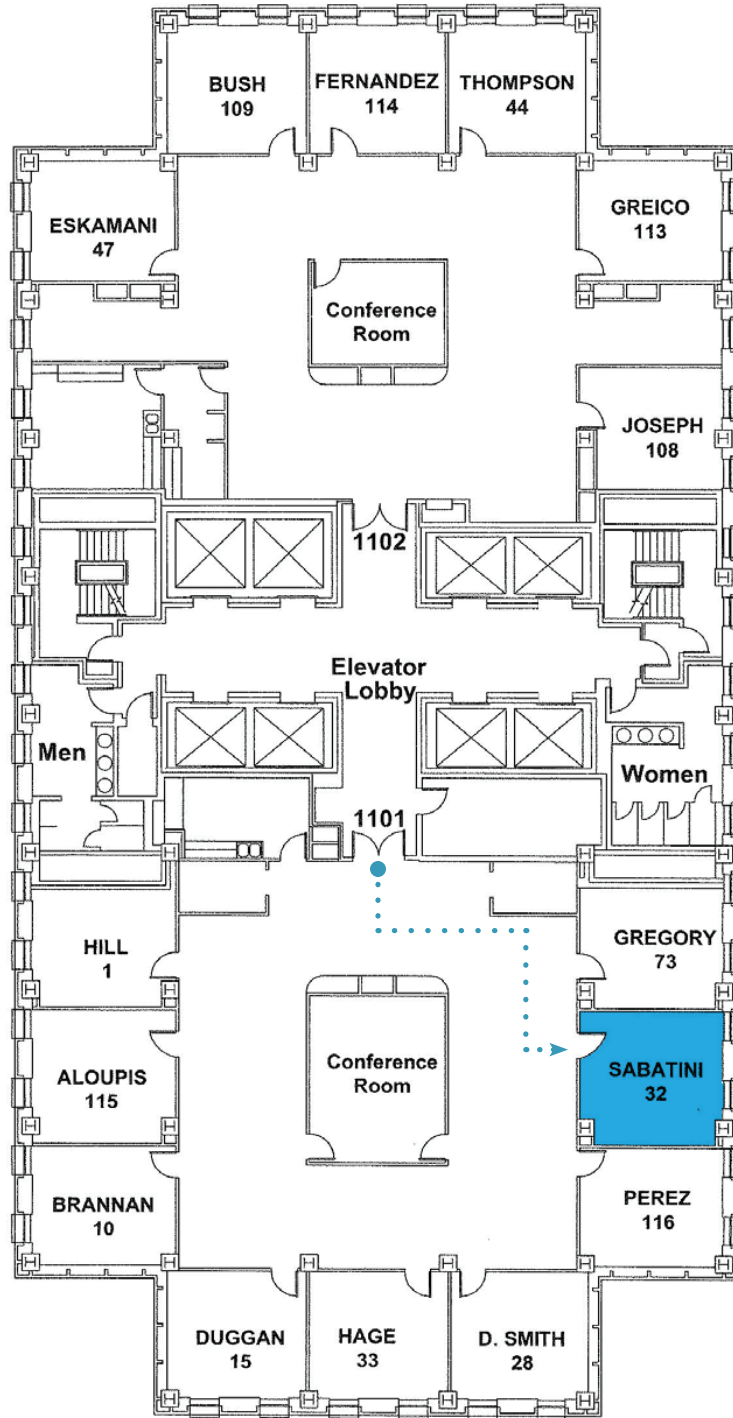 BUSH
109
FERNANDEZ
114
THOMPSON
44
ESKAMANI
47
GREICO
113
Conference
Room
JOSEPH
108
1102
Elevator
Lobby
Men
Women
1101
HILL
1
GREGORY
73
ALOUPIS
115
Conference
Room
SABATINI
32
BRANNAN
10
PEREZ
116
DUGGAN
15
HAGE
33
D. SMITH
28